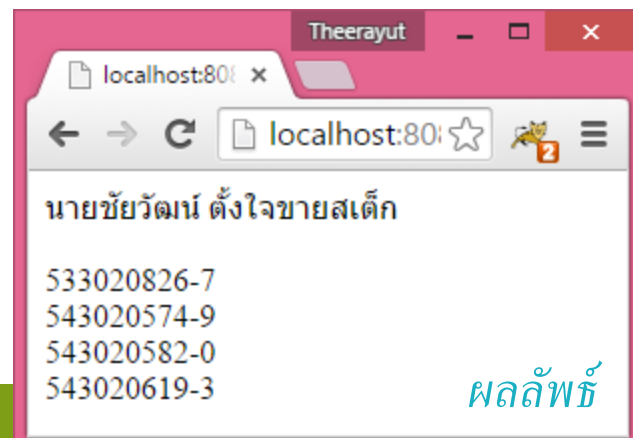 Theerayut
localhost:808
localhost:808
2
นายชัยวัฒน์ ตั้งใจขายสเต็ก
533020826-7
543020574-9
543020582-0
543020619-3
ผลลัพธ์